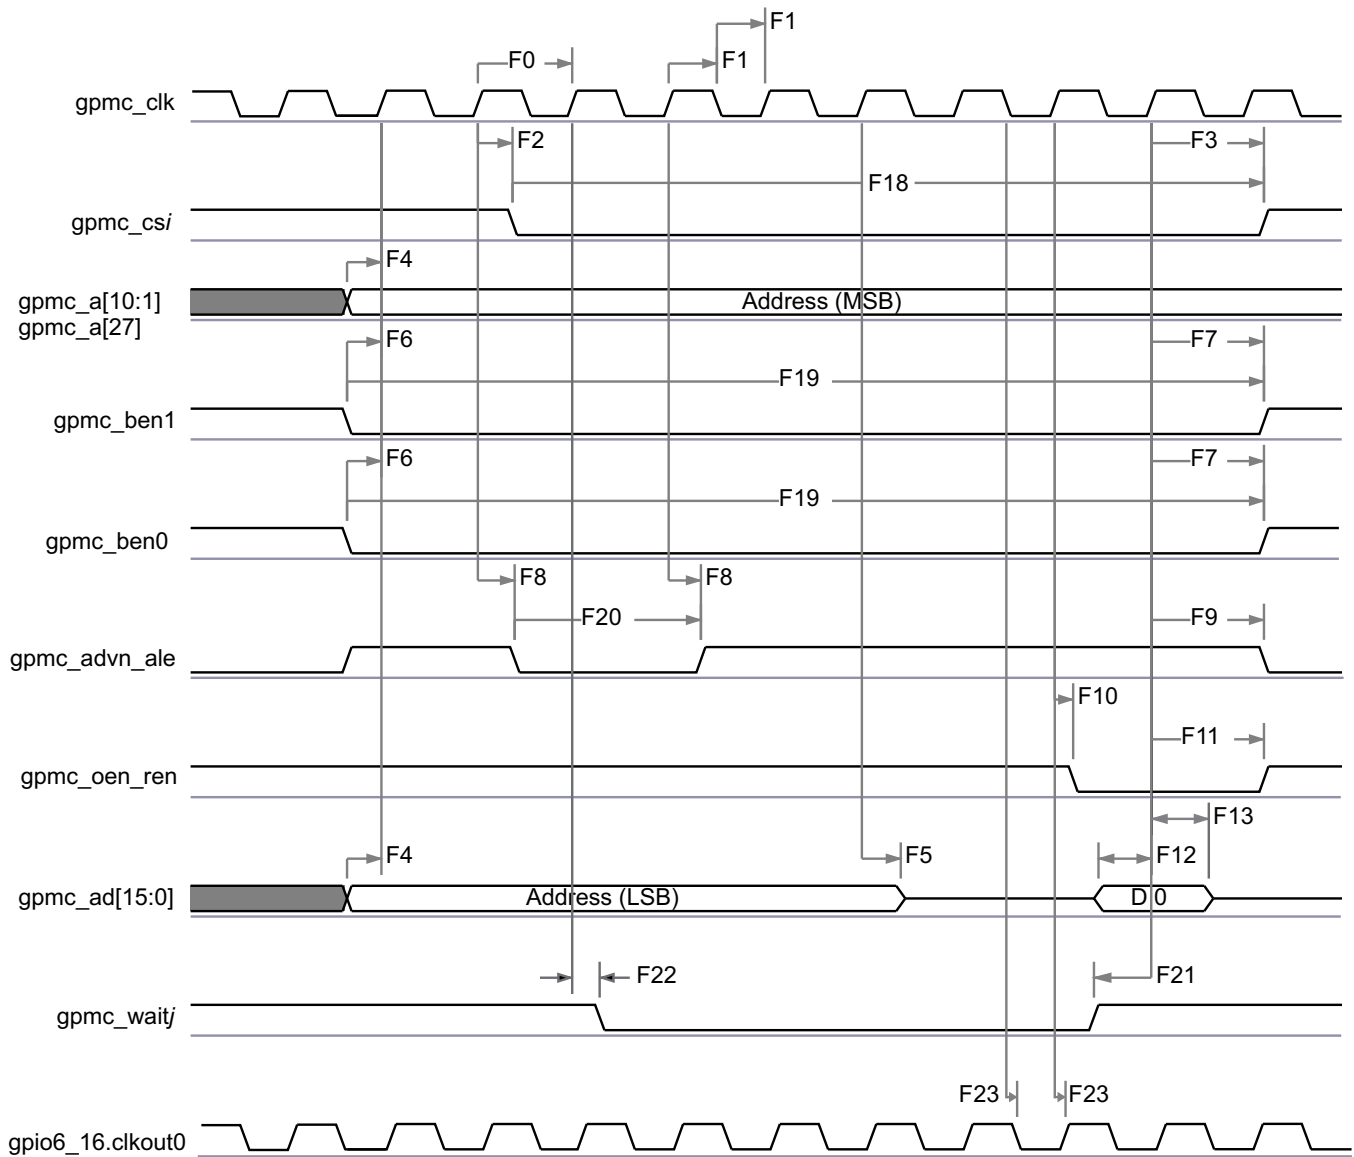 F1
F0
F1
gpmc_clk
F2
F3
F18
gpmc_csi
F4
gpmc_a[10:1]
Address (MSB)
gpmc_a[27]
F6
F7
F19
gpmc_ben1
F6
F7
F19
gpmc_ben0
F8
F8
F20
F9
gpmc_advn_ale
F10
F11
gpmc_oen_ren
F13
F4
F5
F12
gpmc_ad[15:0]
Address (LSB)
D 0
F22
F21
gpmc_waitj
F23
F23
gpio6_16.clkout0